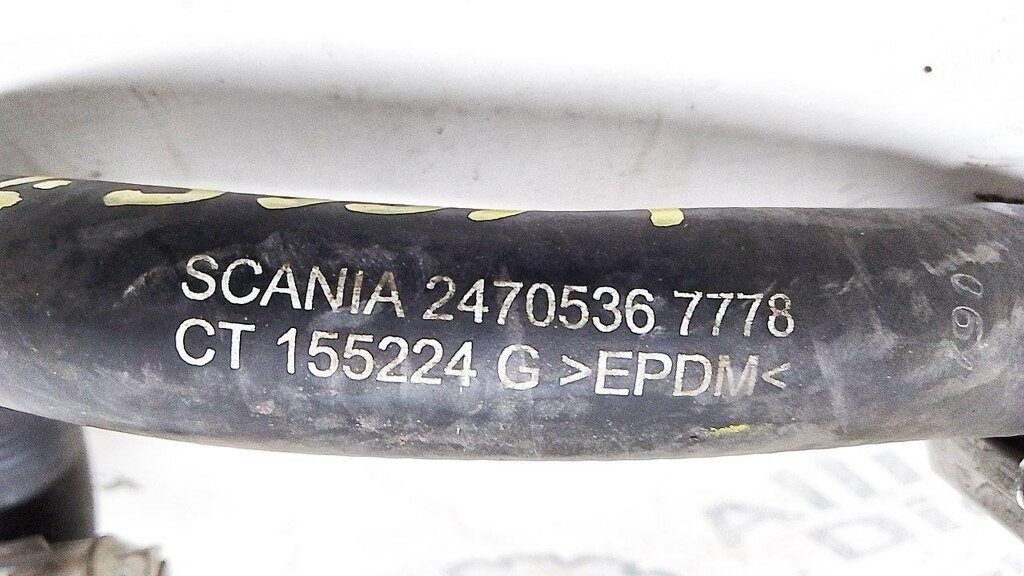 SCANIA 2470536 7778
CT 155224 G >EPDM<